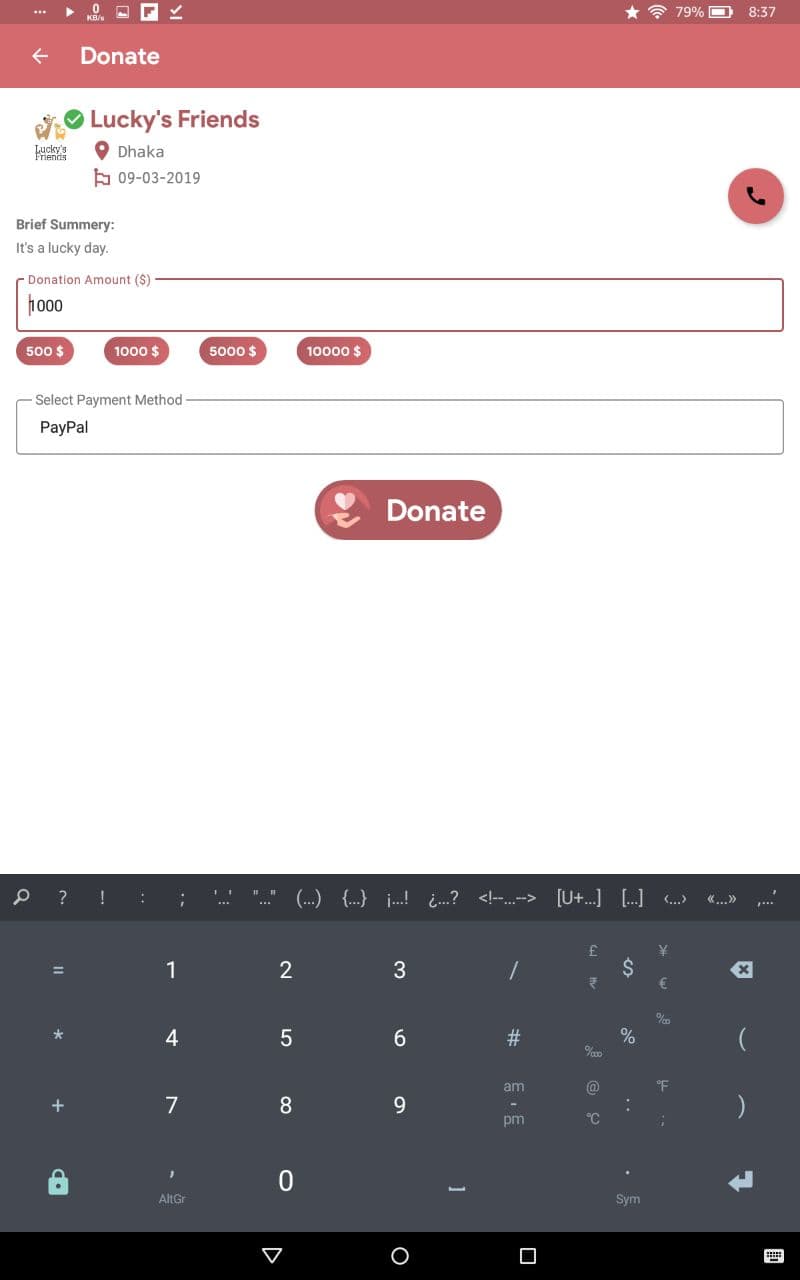 0
KB/s
79%
8:37
Donate
Lucky's Friends
Lucky's
Friends
Dhaka
09-03-2019
Brief Summery:
It's a lucky day.
Donation Amount ($)
1000
500 $ 1000 $ 5000 $ 10000 $
Select Payment Method
PayPal
Donate
? ! : ; '...' "..." (...) {...} ¡...! ¿...? <!--...--> [U+...] [...] ‹...› «...» ‚...’
= 1 2 3 / £ ₹ $ ¥ €
* 4 5 6 # ‱ % ‰ (
+ 7 8 9 am - pm @ °C : °F ; )
, 0 .
AltGr Sym